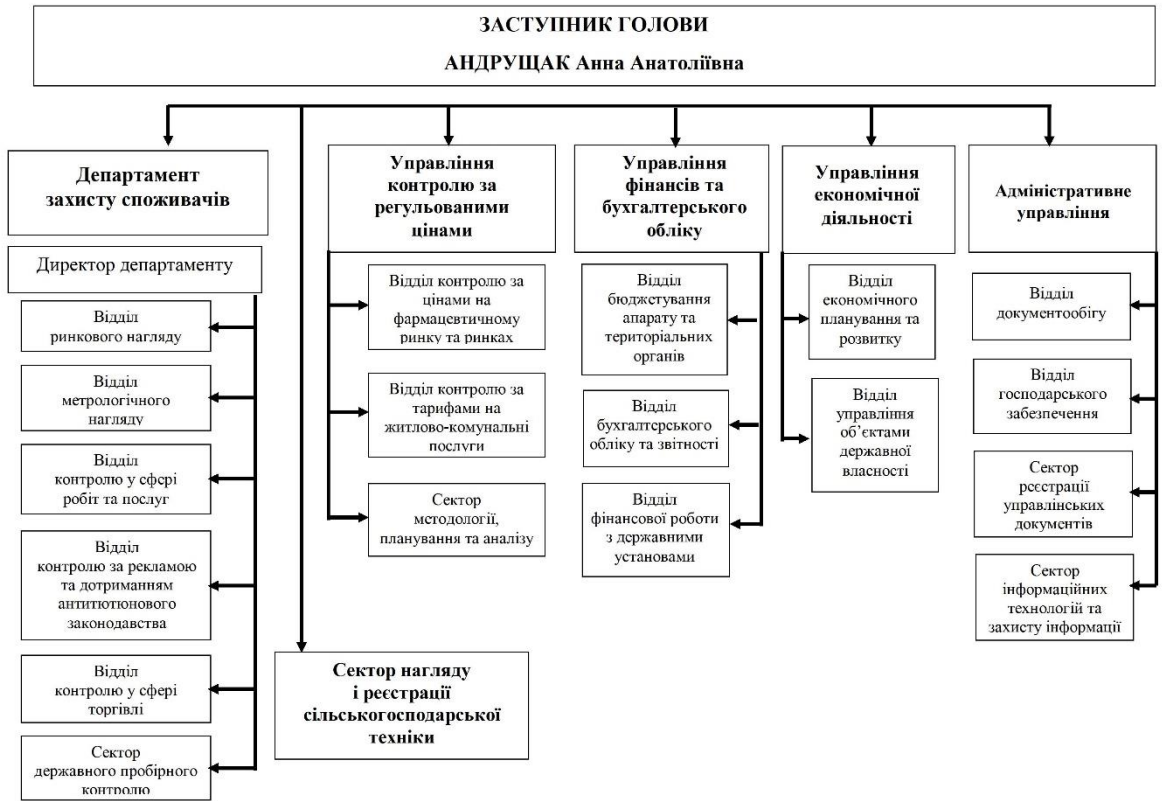 ЗАСТУПНИК ГОЛОВИ
АНДРУЩАК Анна Анатоліївна
Департамент
захисту споживачів
Директор департаменту
Відділ
ринкового нагляду
Відділ
метрологічного
нагляду
Відділ
контролю у сфері
робіт та послуг
Відділ
контролю за рекламою
та дотриманням
антитютюнового
законодавства
Відділ
контролю у сфері
торгівлі
Сектор
державного пробірного
контролю
Сектор нагляду
і реєстрації
сільськогосподарської
техніки
Управління
контролю за
регульованими
цінами
Відділ контролю за
цінами на
фармацевтичному
ринку та ринках
Відділ контролю за
тарифами на
житлово-комунальні
послуги
Сектор
методології,
планування та аналізу
Управління
фінансів та
бухгалтерського
обліку
Відділ
бюджетування
апарату та
територіальних
органів
Відділ
бухгалтерського
обліку та звітності
Відділ
фінансової роботи
з державними
установами
Управління
економічної
діяльності
Відділ
економічного
планування та
розвитку
Відділ
управління
об’єктами
державної
власності
Адміністративне
управління
Відділ
документообігу
Відділ
господарського
забезпечення
Сектор
реєстрації
управлінських
документів
Сектор
інформаційних
технологій та
захисту інформації